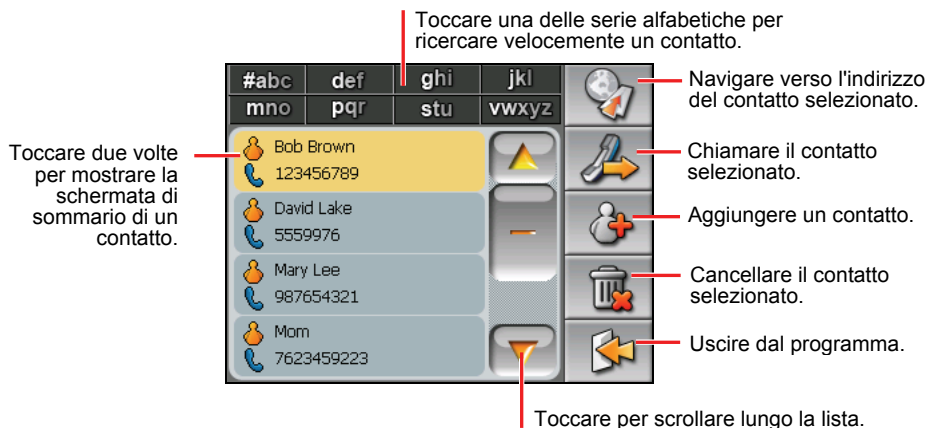 Toccare una delle serie alfabetiche per
ricercare velocemente un contatto.
#abc def ghi jkl
mno pqr stu vwxyz
Navigare verso l'indirizzo
del contatto selezionato.
Toccare due volte
per mostrare la
schermata di
sommario di un
contatto.
Bob Brown
123456789
David Lake
5559976
Mary Lee
987654321
Mom
7623459223
Chiamare il contatto
selezionato.
Aggiungere un contatto.
Cancellare il contatto
selezionato.
Uscire dal programma.
Toccare per scrollare lungo la lista.